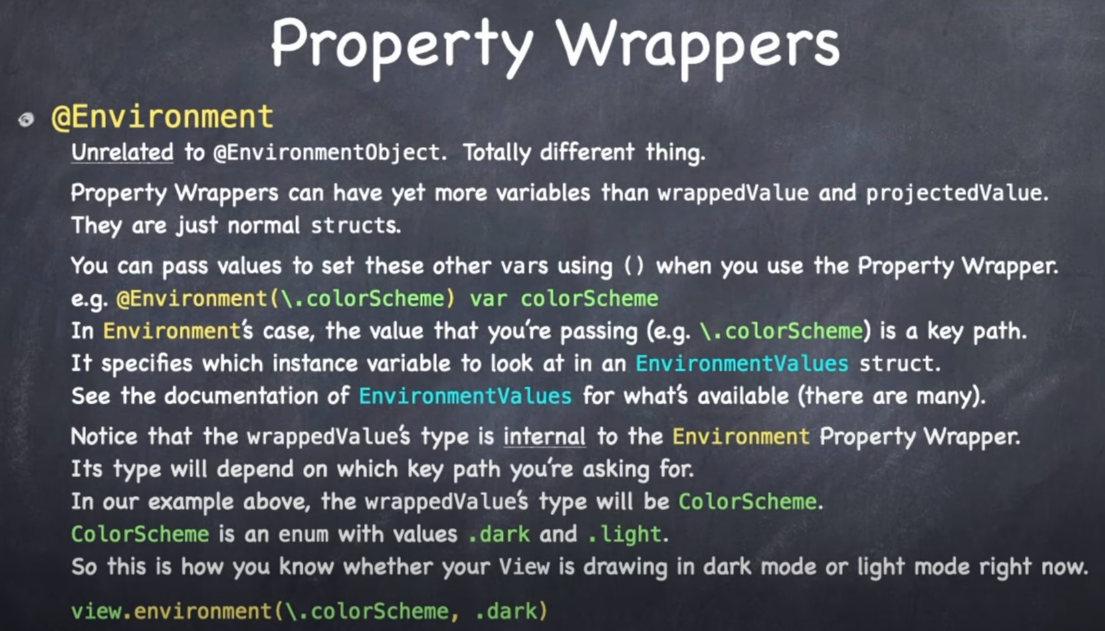 Property Wrappers
@Environment
Unrelated to @EnvironmentObject. Totally different thing.
Property Wrappers can have yet more variables than wrappedValue and projectedValue.
They are just normal structs.
You can pass values to set these other vars using () when you use the Property Wrapper.
e.g. @Environment(\.colorScheme) var colorScheme
In Environment's case, the value that you're passing (e.g. \.colorScheme) is a key path.
It specifies which instance variable to look at in an EnvironmentValues struct.
See the documentation of EnvironmentValues for what's available (there are many).
Notice that the wrappedValue's type is internal to the Environment Property Wrapper.
Its type will depend on which key path you're asking for.
In our example above, the wrappedValue's type will be ColorScheme.
ColorScheme is an enum with values .dark and .light.
So this is how you know whether your View is drawing in dark mode or light mode right now.
view.environment(\.colorScheme, .dark)